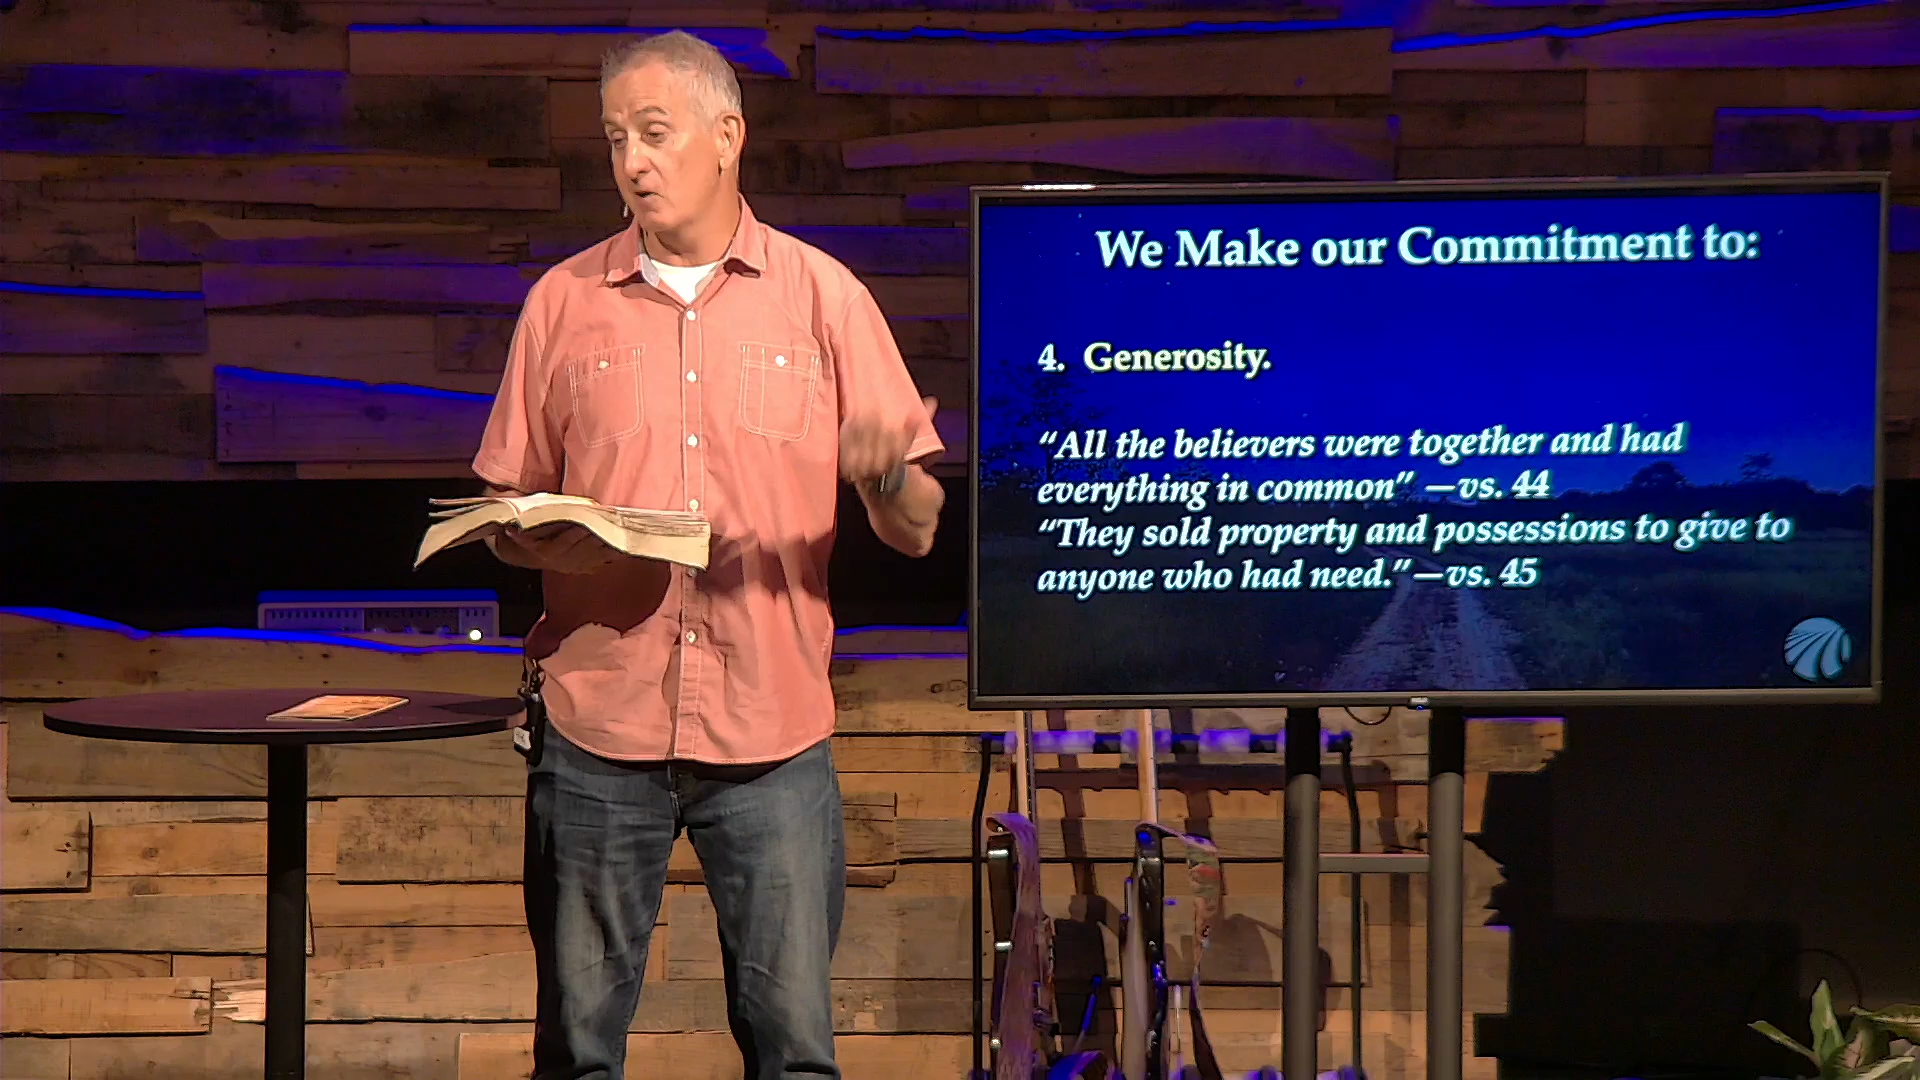 We Make our Commitment to:
4. Generosity.
“All the believers were together and had
everything in common” —vs. 44
“They sold property and possessions to give to
anyone who had need.”—vs. 45